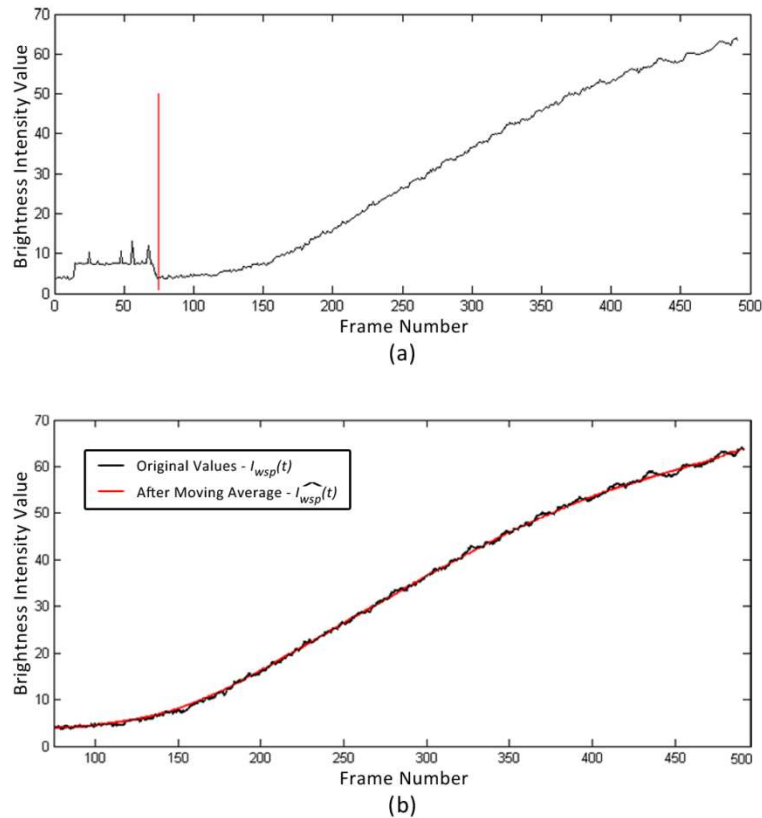 70
60
50
40
30
20
10
0
Brightness Intensity Value
0 50 100 150 200 250 300 350 400 450 500
Frame Number
(a)
70
60
50
40
30
20
10
0
Brightness Intensity Value
Original Values - I_wsp(t)
After Moving Average - Î_wsp(t)
100 150 200 250 300 350 400 450 500
Frame Number
(b)